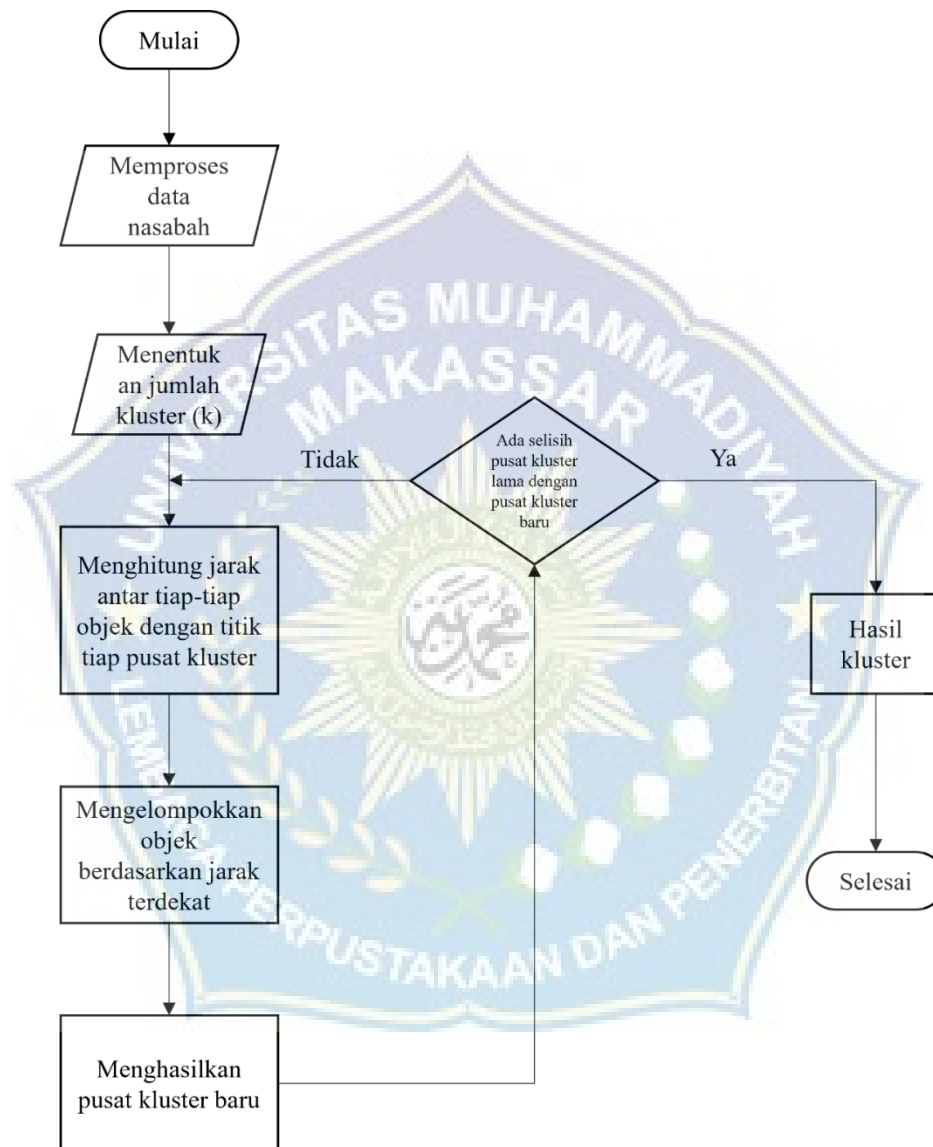 Mulai
Memproses
data
nasabah
Menentuk
an jumlah
kluster (k)
Tidak
Ada selisih
pusat kluster
lama dengan
pusat kluster
baru
Ya
Menghitung jarak
antar tiap-tiap
objek dengan titik
tiap pusat kluster
Hasil
kluster
Mengelompokkan
objek
berdasarkan jarak
terdekat
Selesai
Menghasilkan
pusat kluster baru
UNIVERSITAS MUHAMMADIYAH
MAKASSAR
LEMBAGA PERPUSTAKAAN DAN PENERBITAN